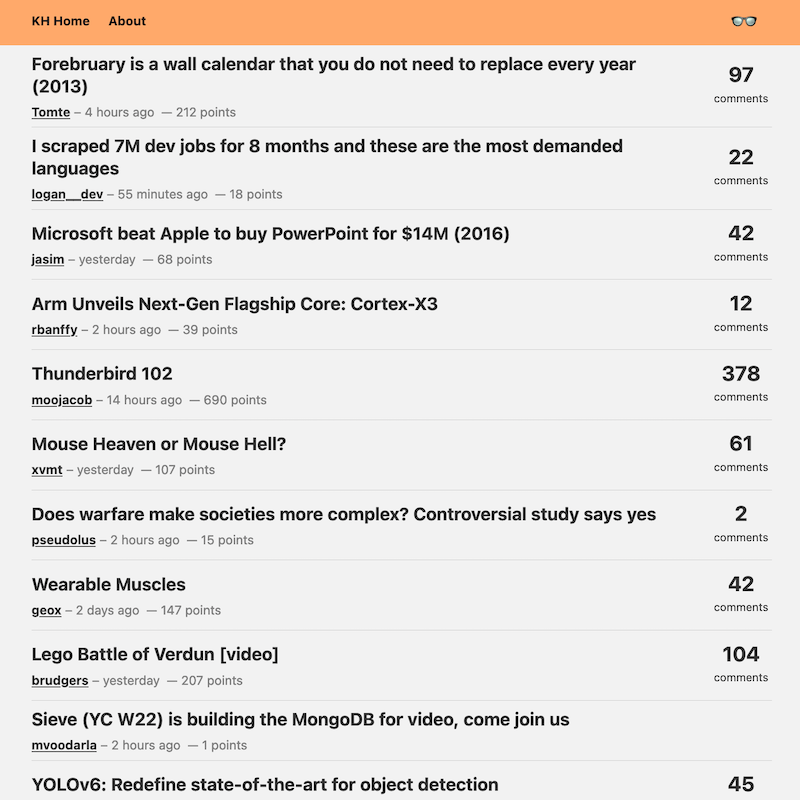 KH Home About
Forebruary is a wall calendar that you do not need to replace every year
(2013)
97
comments
Tomte – 4 hours ago — 212 points
I scraped 7M dev jobs for 8 months and these are the most demanded
languages
22
comments
logan__dev – 55 minutes ago — 18 points
Microsoft beat Apple to buy PowerPoint for $14M (2016)
42
comments
jasim – yesterday — 68 points
Arm Unveils Next-Gen Flagship Core: Cortex-X3
12
comments
rbanffy – 2 hours ago — 39 points
Thunderbird 102
378
comments
moojacob – 14 hours ago — 690 points
Mouse Heaven or Mouse Hell?
61
comments
xvmt – yesterday — 107 points
Does warfare make societies more complex? Controversial study says yes
2
comments
pseudolus – 2 hours ago — 15 points
Wearable Muscles
42
comments
geox – 2 days ago — 147 points
Lego Battle of Verdun [video]
104
comments
brudgers – yesterday — 207 points
Sieve (YC W22) is building the MongoDB for video, come join us
mvoodarla – 2 hours ago — 1 points
YOLOv6: Redefine state-of-the-art for object detection
45